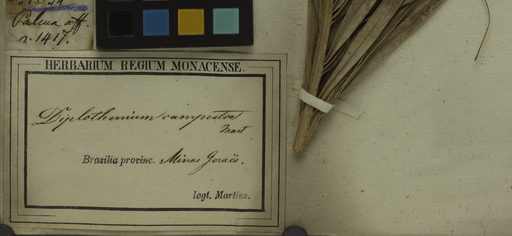 Palma aff.
n. 1417.
HERBARIUM REGIUM MONACENSE.
Diplothemium campestre
Mart.
Brasilia provinc. Minas Geraës.
legt. Martius.